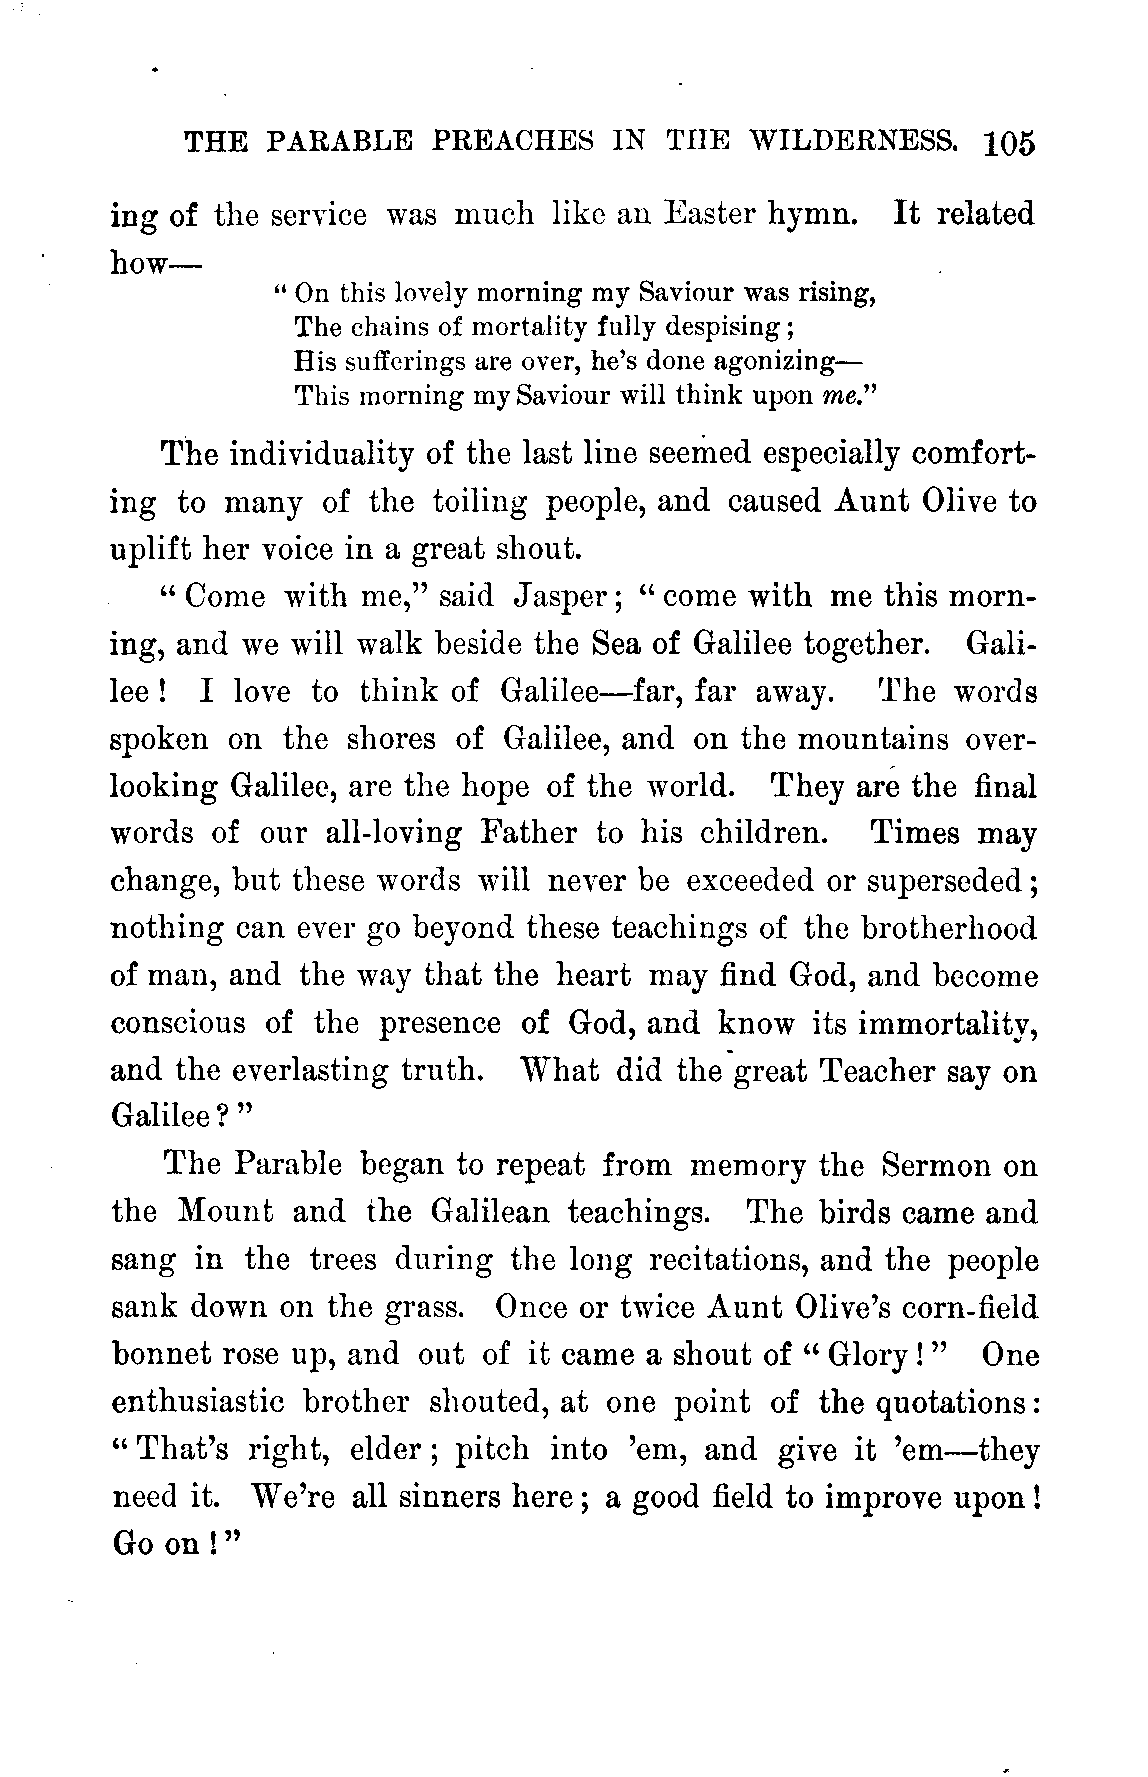 THE PARABLE PREACHES IN THE WILDERNESS. 105
ing of the service was much like an Easter hymn. It related
how—
“ On this lovely morning my Saviour was rising,
The chains of mortality fully despising ;
His sufferings are over, he’s done agonizing—
This morning my Saviour will think upon me.”
The individuality of the last line seemed especially comfort-
ing to many of the toiling people, and caused Aunt Olive to
uplift her voice in a great shout.
“ Come with me,” said Jasper ; “ come with me this morn-
ing, and we will walk beside the Sea of Galilee together. Gali-
lee ! I love to think of Galilee—far, far away. The words
spoken on the shores of Galilee, and on the mountains over-
looking Galilee, are the hope of the world. They are the final
words of our all-loving Father to his children. Times may
change, but these words will never be exceeded or superseded ;
nothing can ever go beyond these teachings of the brotherhood
of man, and the way that the heart may find God, and become
conscious of the presence of God, and know its immortality,
and the everlasting truth. What did the great Teacher say on
Galilee ? ”
The Parable began to repeat from memory the Sermon on
the Mount and the Galilean teachings. The birds came and
sang in the trees during the long recitations, and the people
sank down on the grass. Once or twice Aunt Olive’s corn-field
bonnet rose up, and out of it came a shout of “ Glory ! ” One
enthusiastic brother shouted, at one point of the quotations :
“ That’s right, elder ; pitch into ’em, and give it ’em—they
need it. We’re all sinners here ; a good field to improve upon !
Go on ! ”